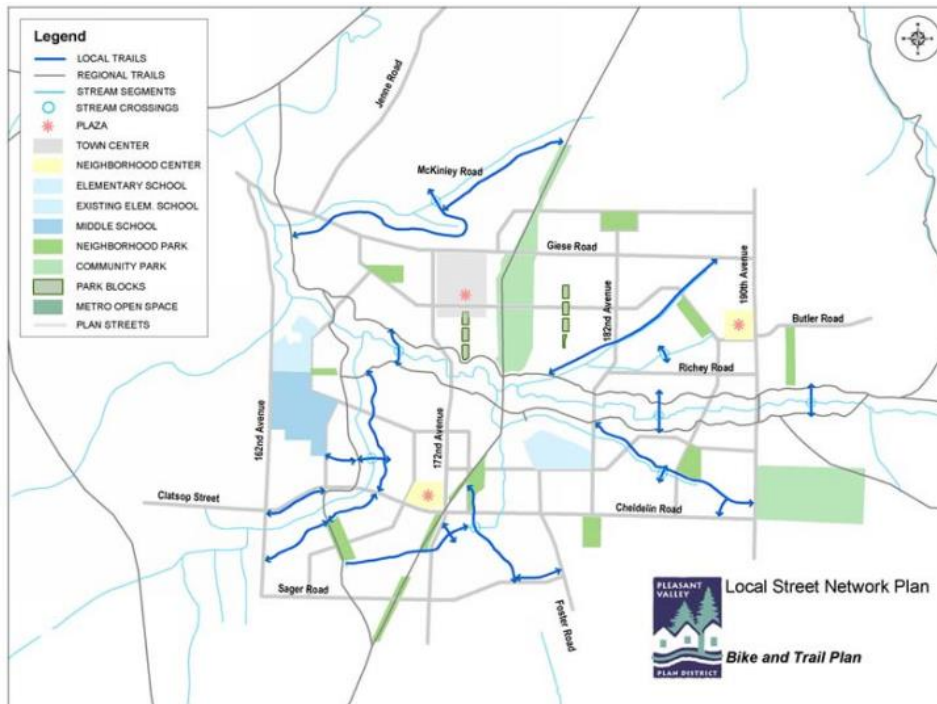 Legend
LOCAL TRAILS
REGIONAL TRAILS
STREAM SEGMENTS
STREAM CROSSINGS
PLAZA
TOWN CENTER
NEIGHBORHOOD CENTER
ELEMENTARY SCHOOL
EXISTING ELEM. SCHOOL
MIDDLE SCHOOL
NEIGHBORHOOD PARK
COMMUNITY PARK
PARK BLOCKS
METRO OPEN SPACE
PLAN STREETS
Jenne Road
McKinley Road
Giese Road
190th Avenue
182nd Avenue
Butler Road
Richey Road
162nd Avenue
172nd Avenue
Clatsop Street
Cheldelin Road
Sager Road
Foster Road
PLEASANT
VALLEY
PLAN DISTRICT
Local Street Network Plan
Bike and Trail Plan